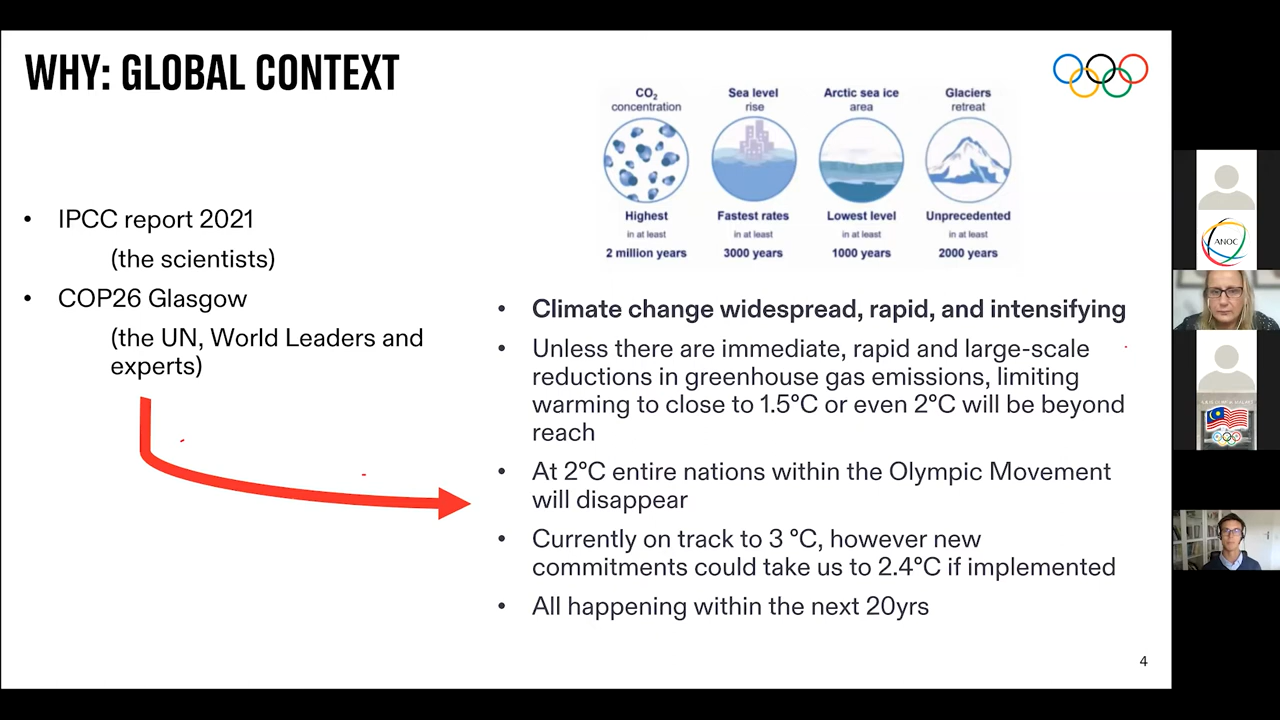 WHY: GLOBAL CONTEXT
CO2
concentration
Sea level
rise
Arctic sea ice
area
Glaciers
retreat
Highest
in at least
2 million years
Fastest rates
in at least
3000 years
Lowest level
in at least
1000 years
Unprecedented
in at least
2000 years
• IPCC report 2021
(the scientists)
• COP26 Glasgow
(the UN, World Leaders and
experts)
• Climate change widespread, rapid, and intensifying
• Unless there are immediate, rapid and large-scale
reductions in greenhouse gas emissions, limiting
warming to close to 1.5°C or even 2°C will be beyond
reach
• At 2°C entire nations within the Olympic Movement
will disappear
• Currently on track to 3 °C, however new
commitments could take us to 2.4°C if implemented
• All happening within the next 20yrs
4
ANOC